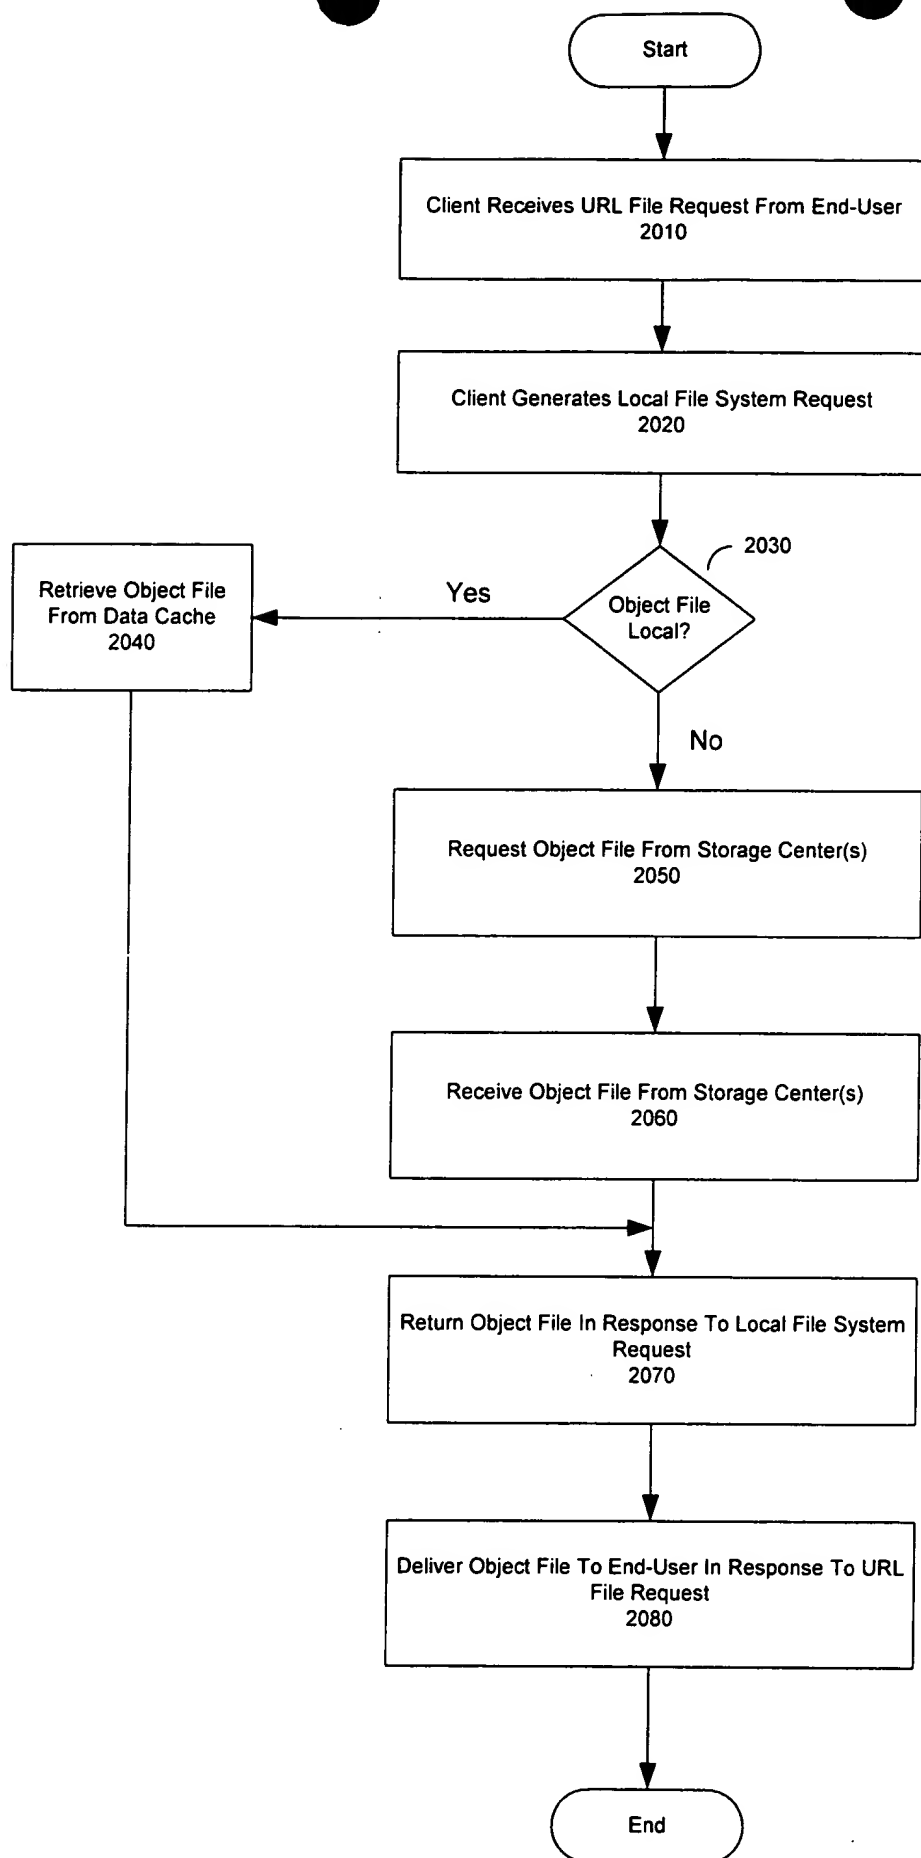 Start
Client Receives URL File Request From End-User
2010
Client Generates Local File System Request
2020
2030
Object File
Local?
Yes
Retrieve Object File
From Data Cache
2040
No
Request Object File From Storage Center(s)
2050
Receive Object File From Storage Center(s)
2060
Return Object File In Response To Local File System
Request
2070
Deliver Object File To End-User In Response To URL
File Request
2080
End